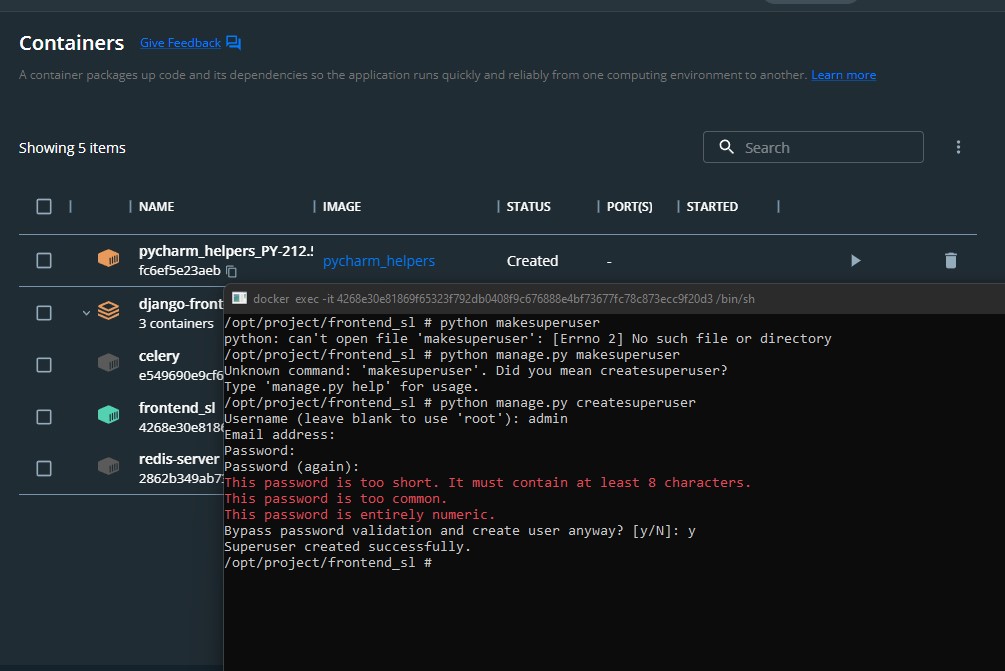 Containers
Give Feedback
A container packages up code and its dependencies so the application runs quickly and reliably from one computing environment to another. Learn more
Showing 5 items
Search
NAME IMAGE STATUS PORT(S) STARTED
pycharm_helpers_PY-212.5
fc6ef5e23aeb
pycharm_helpers Created -
django-front
3 containers
celery
e549690e9cf6
frontend_sl
4268e30e8186
redis-server
2862b349ab7
docker exec -it 4268e30e81869f65323f792db0408f9c676888e4bf73677fc78c873ecc9f20d3 /bin/sh
/opt/project/frontend_sl # python makesuperuser
python: can't open file 'makesuperuser': [Errno 2] No such file or directory
/opt/project/frontend_sl # python manage.py makesuperuser
Unknown command: 'makesuperuser'. Did you mean createsuperuser?
Type 'manage.py help' for usage.
/opt/project/frontend_sl # python manage.py createsuperuser
Username (leave blank to use 'root'): admin
Email address:
Password:
Password (again):
This password is too short. It must contain at least 8 characters.
This password is too common.
This password is entirely numeric.
Bypass password validation and create user anyway? [y/N]: y
Superuser created successfully.
/opt/project/frontend_sl #